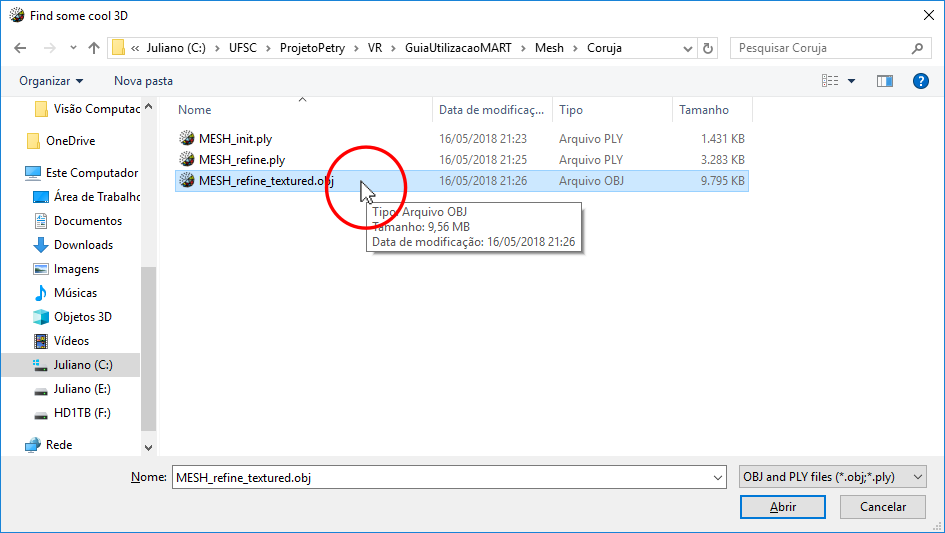 Find some cool 3D
« Juliano (C:) > UFSC > ProjetoPetry > VR > GuiaUtilizacaoMART > Mesh > Coruja
Pesquisar Coruja
Organizar
Nova pasta
Visão Computac
OneDrive
Este Computador
Área de Trabalho
Documentos
Downloads
Imagens
Músicas
Objetos 3D
Vídeos
Juliano (C:)
Juliano (E:)
HD1TB (F:)
Rede
Nome Data de modificaç... Tipo Tamanho
MESH_init.ply 16/05/2018 21:23 Arquivo PLY 1.431 KB
MESH_refine.ply 16/05/2018 21:25 Arquivo PLY 3.283 KB
MESH_refine_textured.obj 16/05/2018 21:26 Arquivo OBJ 9.795 KB
Tipo: Arquivo OBJ
Tamanho: 9,56 MB
Data de modificação: 16/05/2018 21:26
Nome: MESH_refine_textured.obj
OBJ and PLY files (*.obj;*.ply)
Abrir
Cancelar